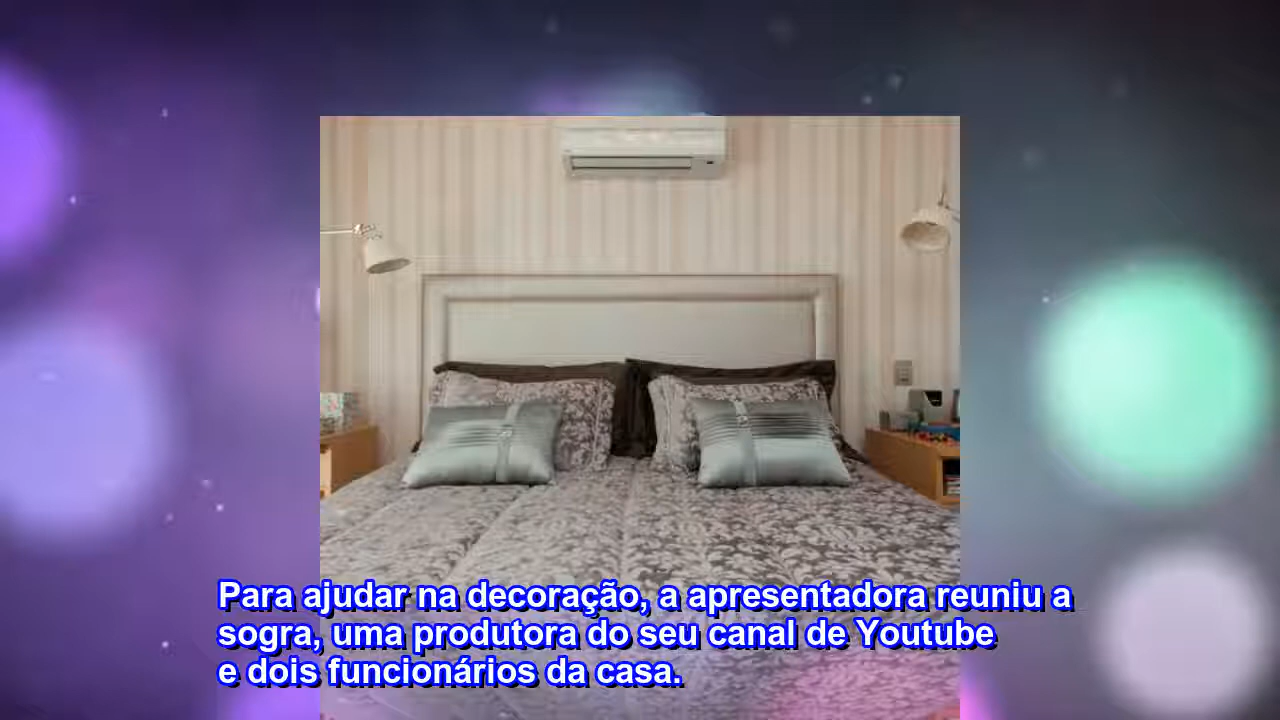 Para ajudar na decoração, a apresentadora reuniu a
sogra, uma produtora do seu canal de Youtube
e dois funcionários da casa.